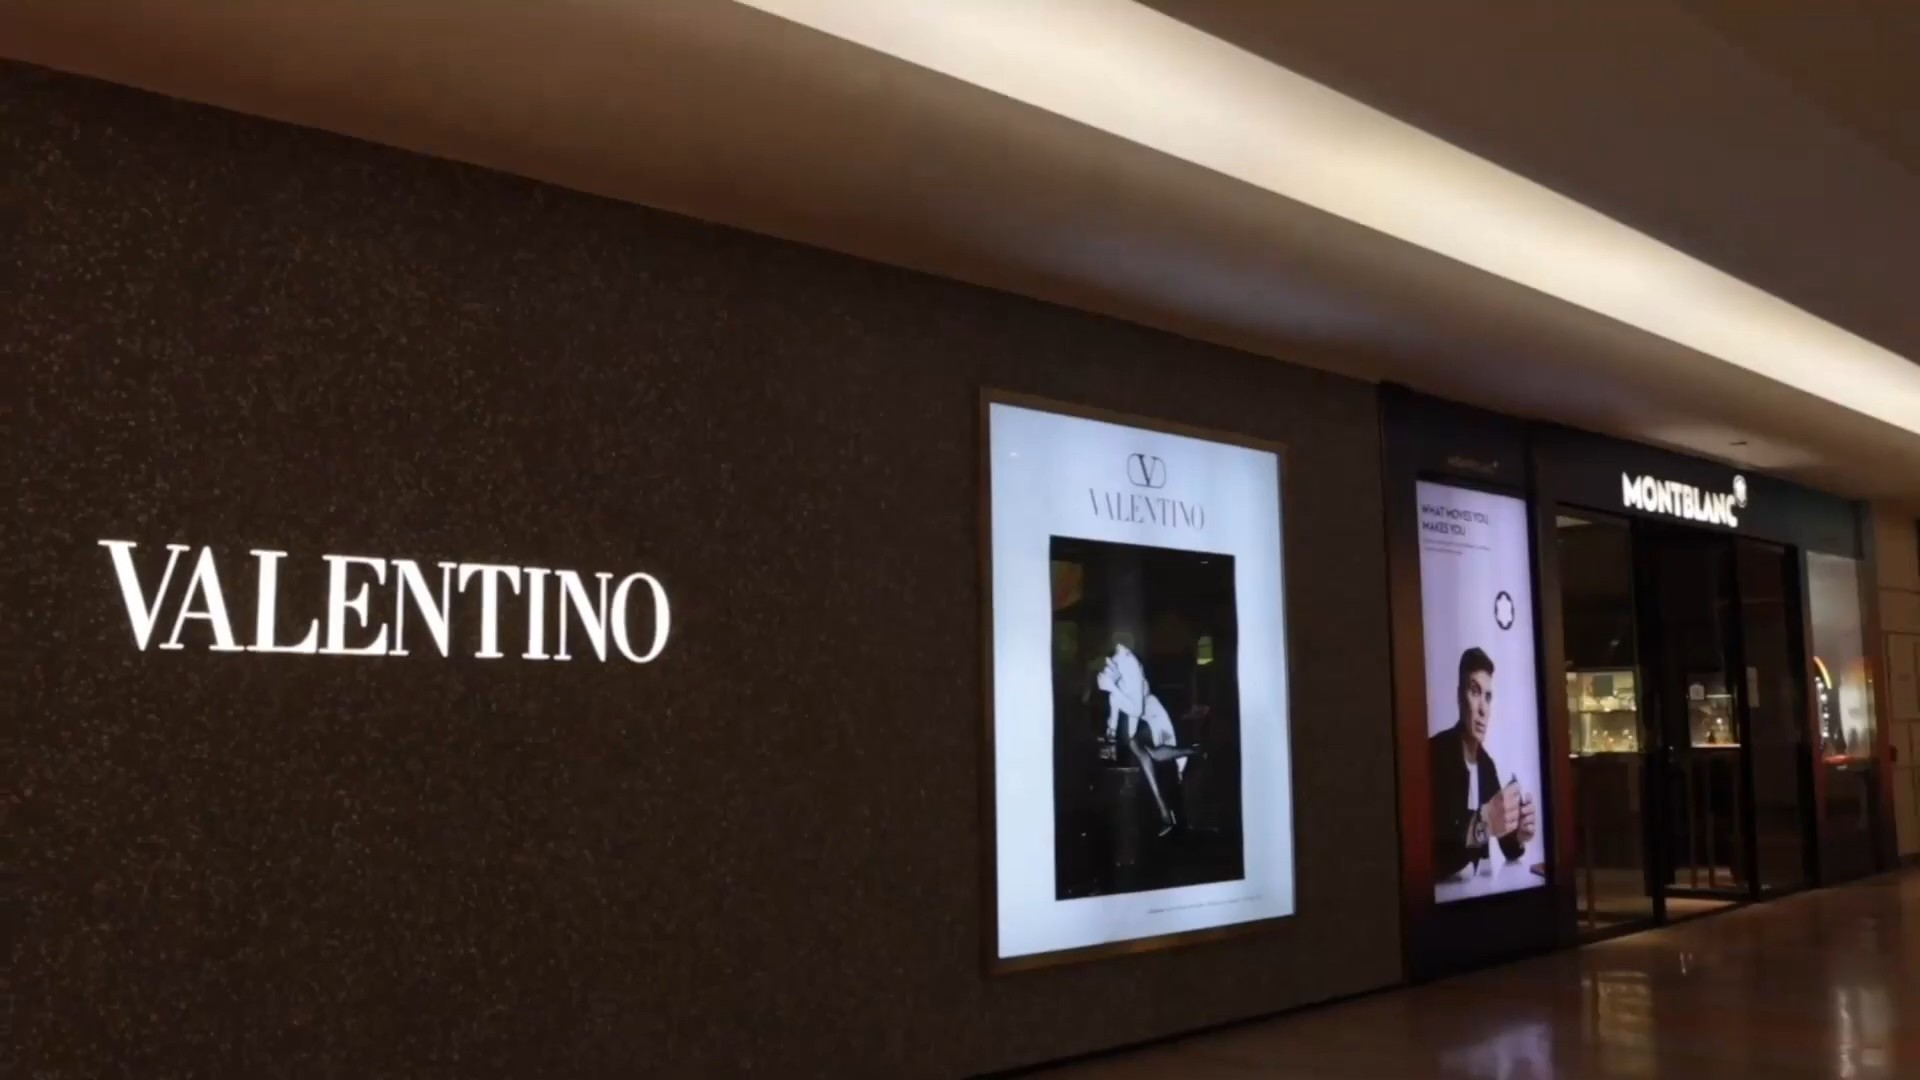 VALENTINO
V
VALENTINO
WHAT MOVES YOU,
MAKES YOU
MONTBLANC